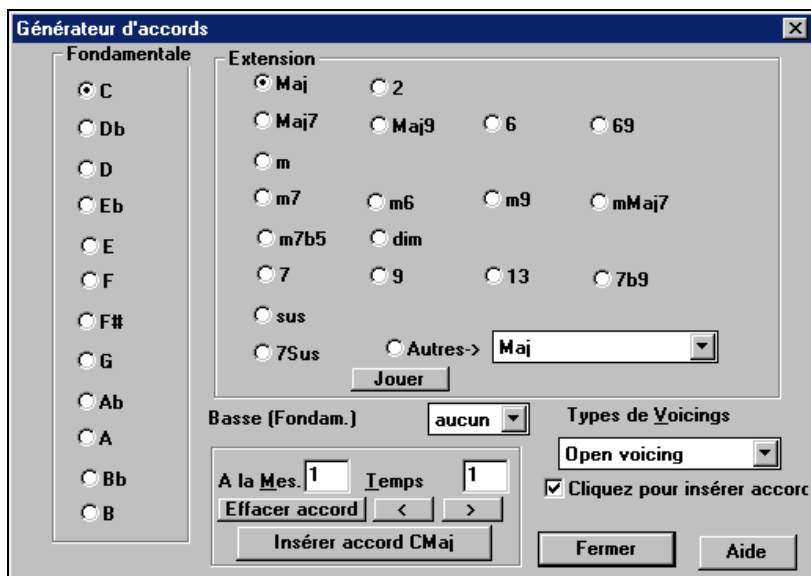 Générateur d'accords
Fondamentale
C
Db
D
Eb
E
F
F#
G
Ab
A
Bb
B
Extension
Maj 2
Maj7 Maj9 6 69
m
m7 m6 m9 mMaj7
m7b5 dim
7 9 13 7b9
sus
7Sus Autres-> Maj
Jouer
Basse (Fondam.) aucun
Types de Voicings
Open voicing
Cliquez pour insérer accord
A la Mes. 1 Temps 1
Effacer accord < >
Insérer accord CMaj
Fermer Aide